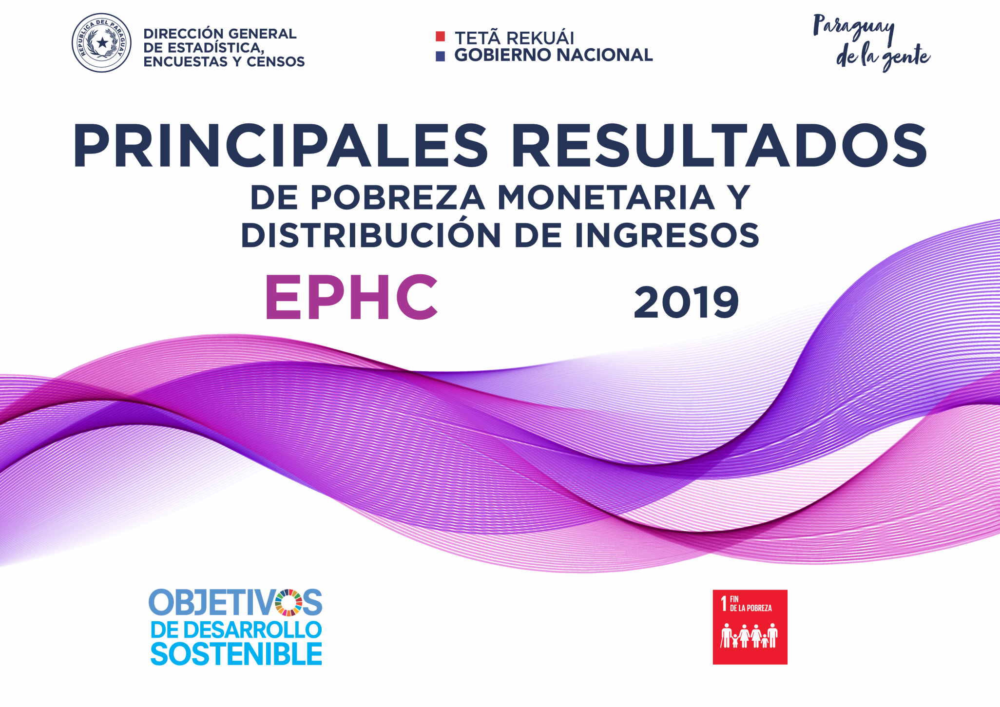 REPUBLICA DEL PARAGUAY
DIRECCIÓN GENERAL
DE ESTADÍSTICA,
ENCUESTAS Y CENSOS
TETÃ REKUÁI
GOBIERNO NACIONAL
Paraguay
de la gente
PRINCIPALES RESULTADOS
DE POBREZA MONETARIA Y
DISTRIBUCIÓN DE INGRESOS
EPHC 2019
OBJETIVOS
DE DESARROLLO
SOSTENIBLE
1 FIN
DE LA POBREZA